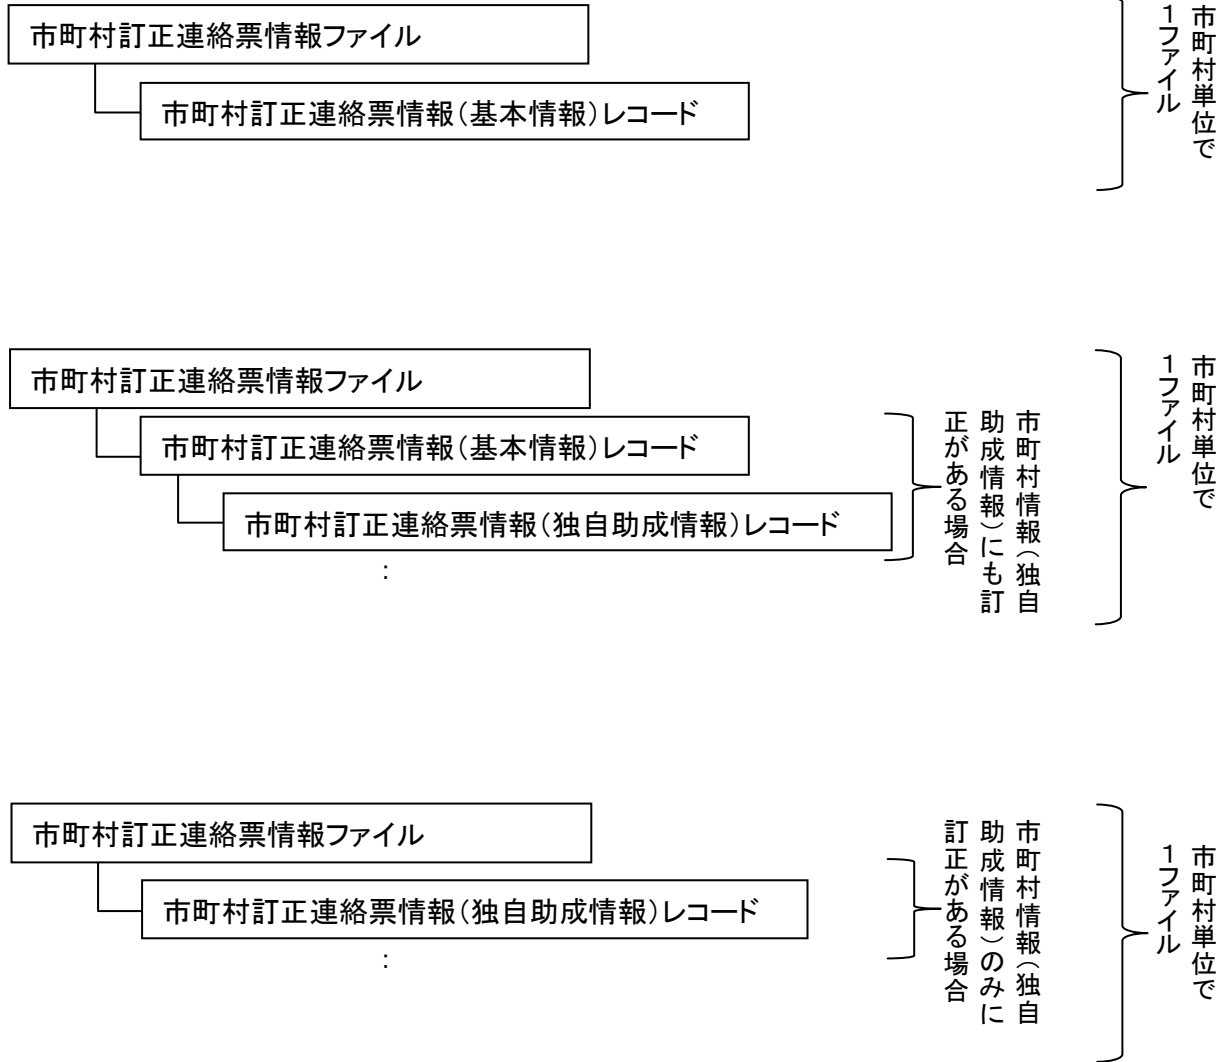 市町村訂正連絡票情報ファイル
市町村訂正連絡票情報(基本情報)レコード
市町村単位で
1ファイル
市町村訂正連絡票情報ファイル
市町村訂正連絡票情報(基本情報)レコード
市町村訂正連絡票情報(独自助成情報)レコード
:
市町村情報(独自
助成情報)にも訂
正がある場合
市町村単位で
1ファイル
市町村訂正連絡票情報ファイル
市町村訂正連絡票情報(独自助成情報)レコード
:
市町村情報(独自
助成情報)のみに
訂正がある場合
市町村単位で
1ファイル